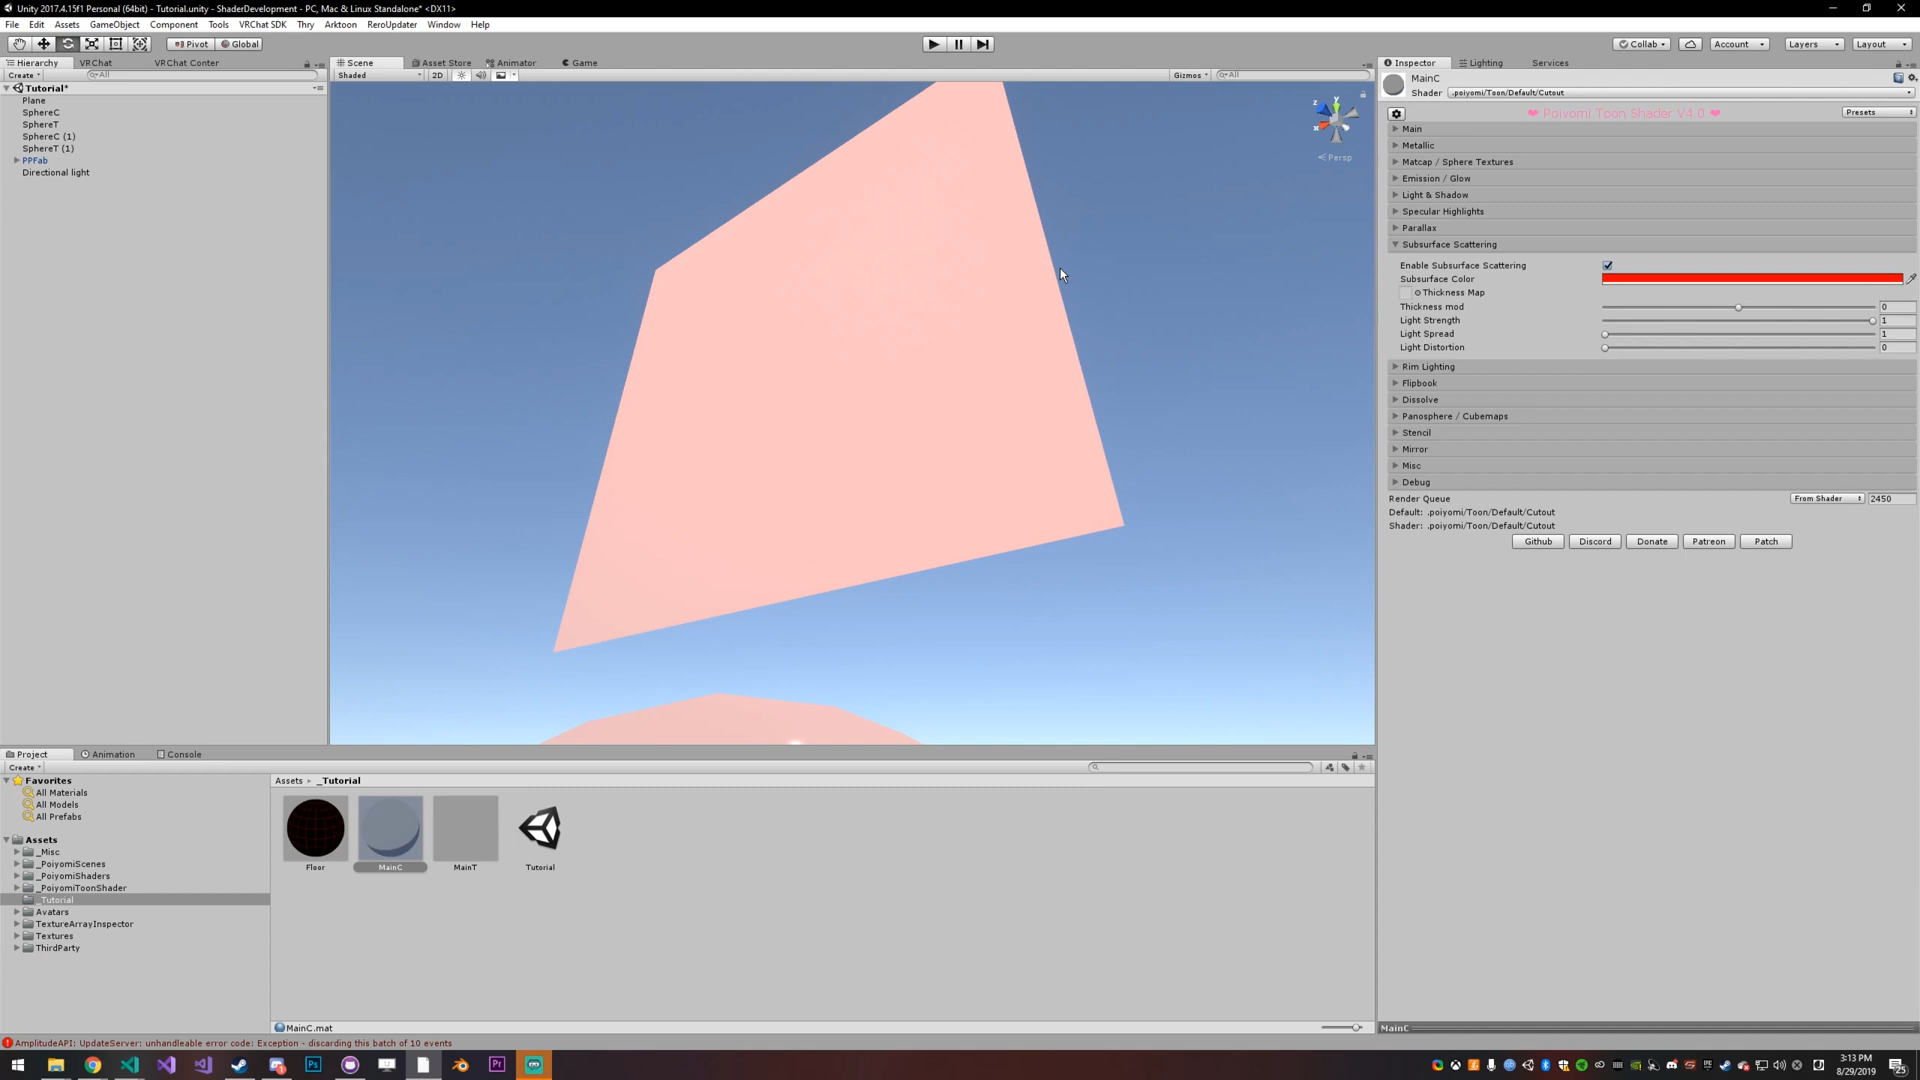 Unity 2017.4.15f1 Personal (64bit) - Tutorial.unity - ShaderDevelopment - PC, Mac & Linux Standalone* <DX11>
File Edit Assets GameObject Component Tools VRChat SDK Thry Arktoon ReroUpdater Window Help
Pivot Global Collab Account Layers Layout
Hierarchy VRChat VRChat Center Scene Asset Store Animator Game Inspector Lighting Services
Create All Shaded 2D Gizmos All
Tutorial*
Plane
SphereC
SphereT
SphereC (1)
SphereT (1)
PPFab
Directional light
y
z
x
Persp
MainC
Shader .poiyomi/Toon/Default/Cutout
❤ Poiyomi Toon Shader V4.0 ❤ Presets
Main
Metallic
Matcap / Sphere Textures
Emission / Glow
Light & Shadow
Specular Highlights
Parallax
Subsurface Scattering
Enable Subsurface Scattering
Subsurface Color
Thickness Map
Thickness mod 0
Light Strength 1
Light Spread 1
Light Distortion 0
Rim Lighting
Flipbook
Dissolve
Panosphere / Cubemaps
Stencil
Mirror
Misc
Debug
Render Queue From Shader 2450
Default: .poiyomi/Toon/Default/Cutout
Shader: .poiyomi/Toon/Default/Cutout
Github Discord Donate Patreon Patch
Project Animation Console
Create
Favorites
All Materials
All Models
All Prefabs
Assets
_Misc
_PoiyomiScenes
_PoiyomiShaders
_PoiyomiToonShader
_Tutorial
Avatars
TextureArrayInspector
Textures
ThirdParty
Assets _Tutorial
Floor MainC MainT Tutorial
MainC.mat
MainC
AmplitudeAPI: UpdateServer: unhandleable error code: Exception - discarding this batch of 10 events
Ps Pr
3:13 PM
8/29/2019
25